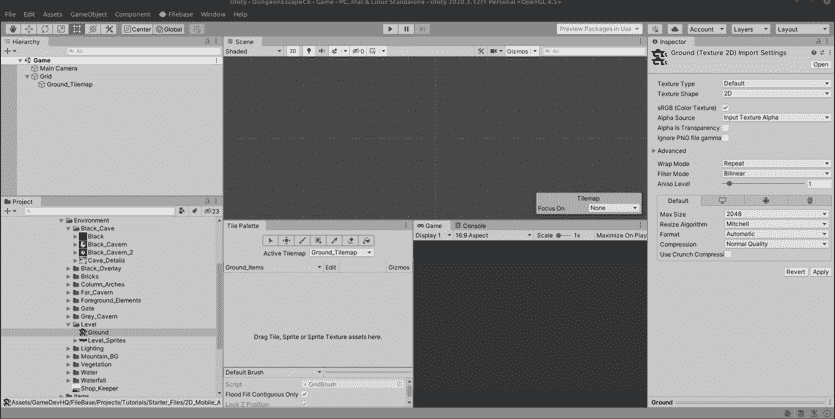 Unity - DungeonEscapeC6 - Game - PC, Mac & Linux Standalone - Unity 2020.3.12f1 Personal <OpenGL 4.5>
File Edit Assets GameObject Component Filebase Window Help
Center Global Preview Packages in Use Account Layers Layout
Hierarchy
All
Game
Main Camera
Grid
Ground_Tilemap
Scene
Shaded 2D 0 Gizmos All
Tilemap
Focus On None
Project
23
Environment
Black_Cave
Black
Black_Cavern
Black_Cavern_2
Cave_Details
Black_Overlay
Bricks
Column_Arches
Far_Cavern
Foreground_Elements
Gate
Grey_Cavern
Level
Ground
Level_Sprites
Lighting
Mountain_BG
Vegetation
Water
Waterfall
Shop_Keeper
Items
Assets/GameDevHQ/FileBase/Projects/Tutorials/Starter_Files/2D_Mobile_A
Tile Palette
Active Tilemap Ground_Tilemap
Ground_Items Edit Gizmos
Drag Tile, Sprite or Sprite Texture assets here.
Default Brush
Script GridBrush
Flood Fill Contiguous Only
Lock Z Position
Game Console
Display 1 16:9 Aspect Scale 1x Maximize On Play
Inspector
Ground (Texture 2D) Import Settings
Open
Texture Type Default
Texture Shape 2D
sRGB (Color Texture)
Alpha Source Input Texture Alpha
Alpha Is Transparency
Ignore PNG file gamma
Advanced
Wrap Mode Repeat
Filter Mode Bilinear
Aniso Level 1
Default
Max Size 2048
Resize Algorithm Mitchell
Format Automatic
Compression Normal Quality
Use Crunch Compressi
Revert Apply
Ground